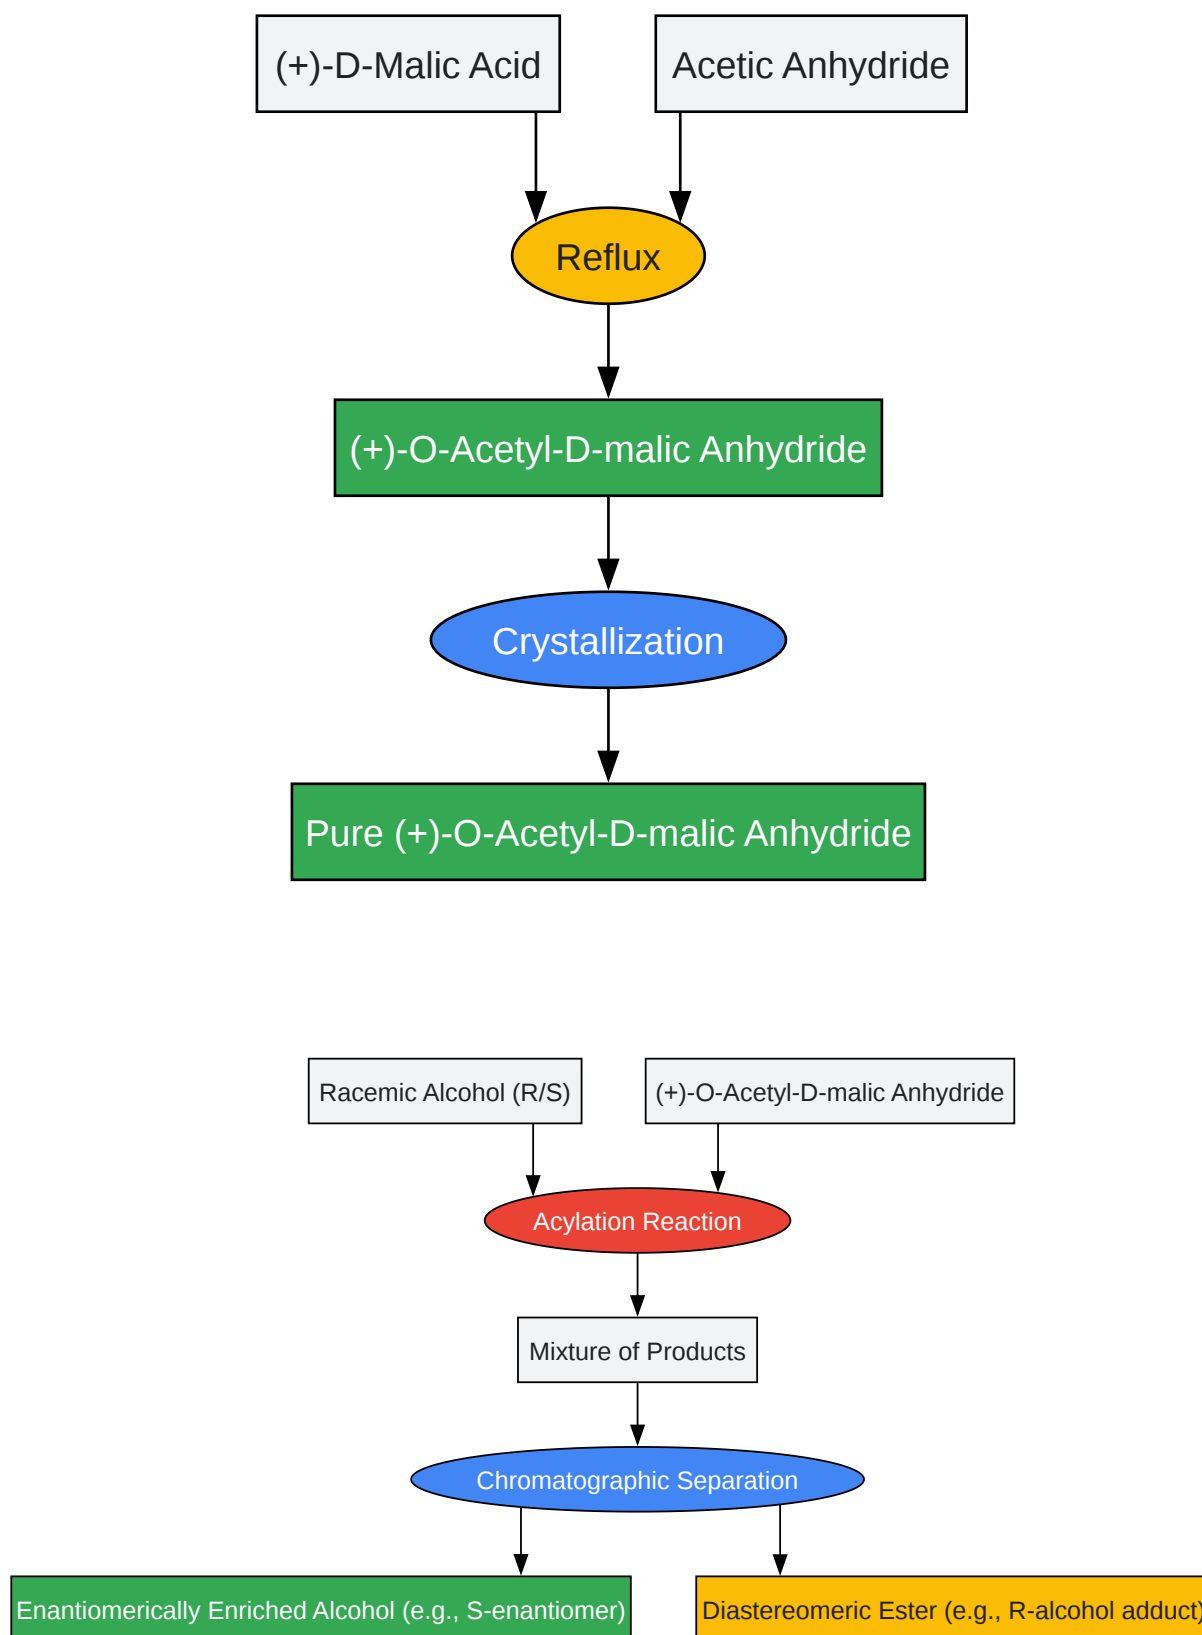 (+)-D-Malic Acid
Acetic Anhydride
Reflux
(+)-O-Acetyl-D-malic Anhydride
Crystallization
Pure (+)-O-Acetyl-D-malic Anhydride
Racemic Alcohol (R/S)
(+)-O-Acetyl-D-malic Anhydride
Acylation Reaction
Mixture of Products
Chromatographic Separation
Enantiomerically Enriched Alcohol (e.g., S-enantiomer)
Diastereomeric Ester (e.g., R-alcohol adduct)